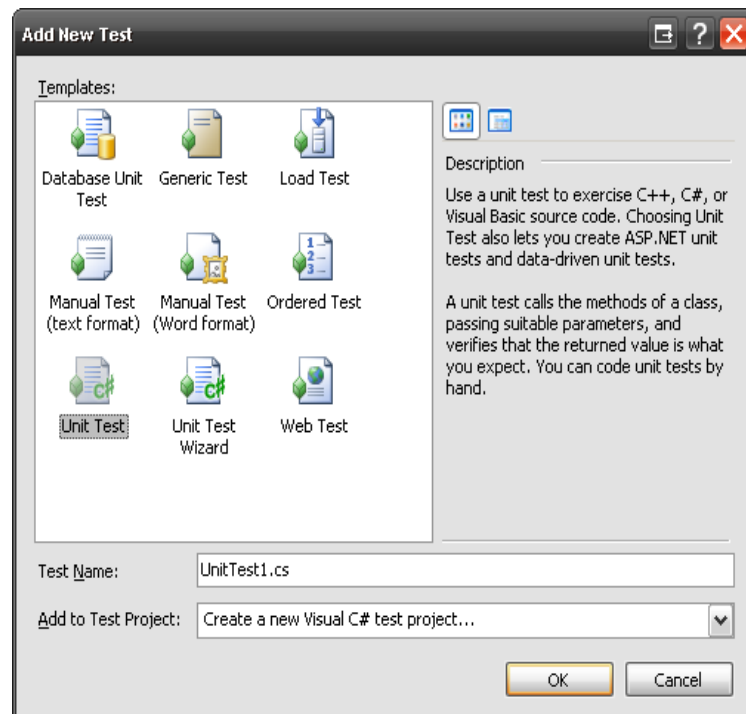 Add New Test
?
Templates:
Database Unit
Test
Generic Test
Load Test
Manual Test
(text format)
Manual Test
(Word format)
1
2
3
Ordered Test
C#
Unit Test
C#
Unit Test
Wizard
Web Test
Description
Use a unit test to exercise C++, C#, or
Visual Basic source code. Choosing Unit
Test also lets you create ASP.NET unit
tests and data-driven unit tests.
A unit test calls the methods of a class,
passing suitable parameters, and
verifies that the returned value is what
you expect. You can code unit tests by
hand.
Test Name:
UnitTest1.cs
Add to Test Project:
Create a new Visual C# test project...
OK
Cancel